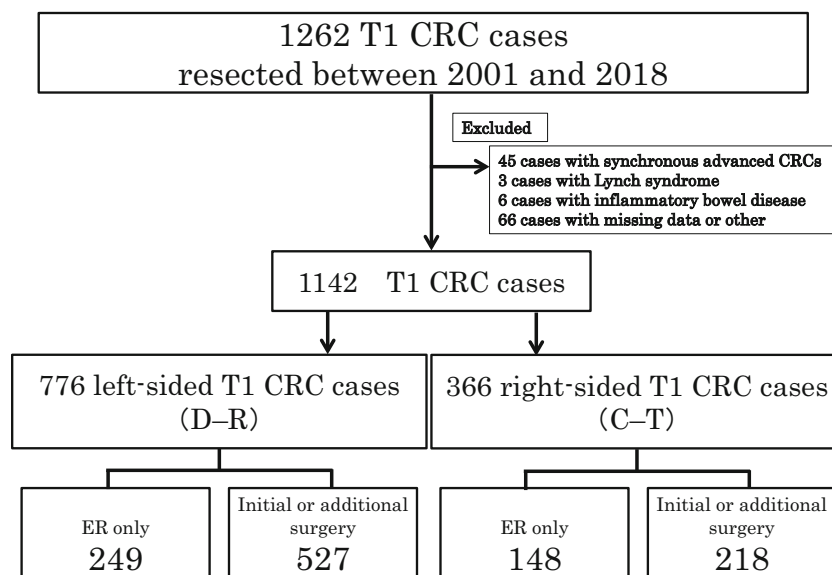 1262 T1 CRC cases
resected between 2001 and 2018
Excluded
45 cases with synchronous advanced CRCs
3 cases with Lynch syndrome
6 cases with inflammatory bowel disease
66 cases with missing data or other
1142 T1 CRC cases
776 left-sided T1 CRC cases
(D–R)
366 right-sided T1 CRC cases
(C–T)
ER only
249
Initial or additional
surgery
527
ER only
148
Initial or additional
surgery
218